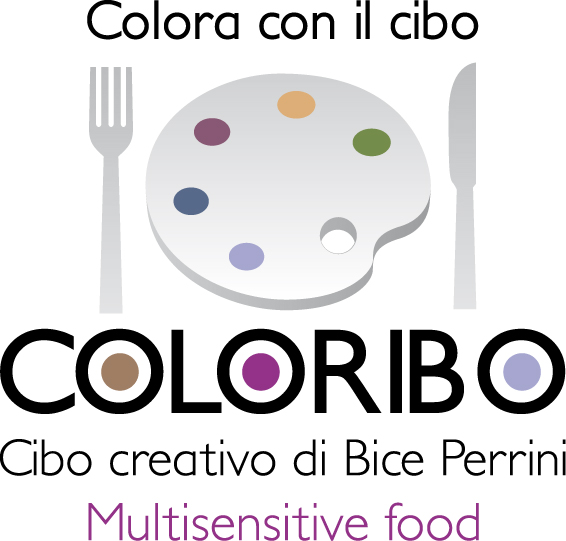 Colora con il cibo
COLORIBO
Cibo creativo di Bice Perrini
Multisensitive food